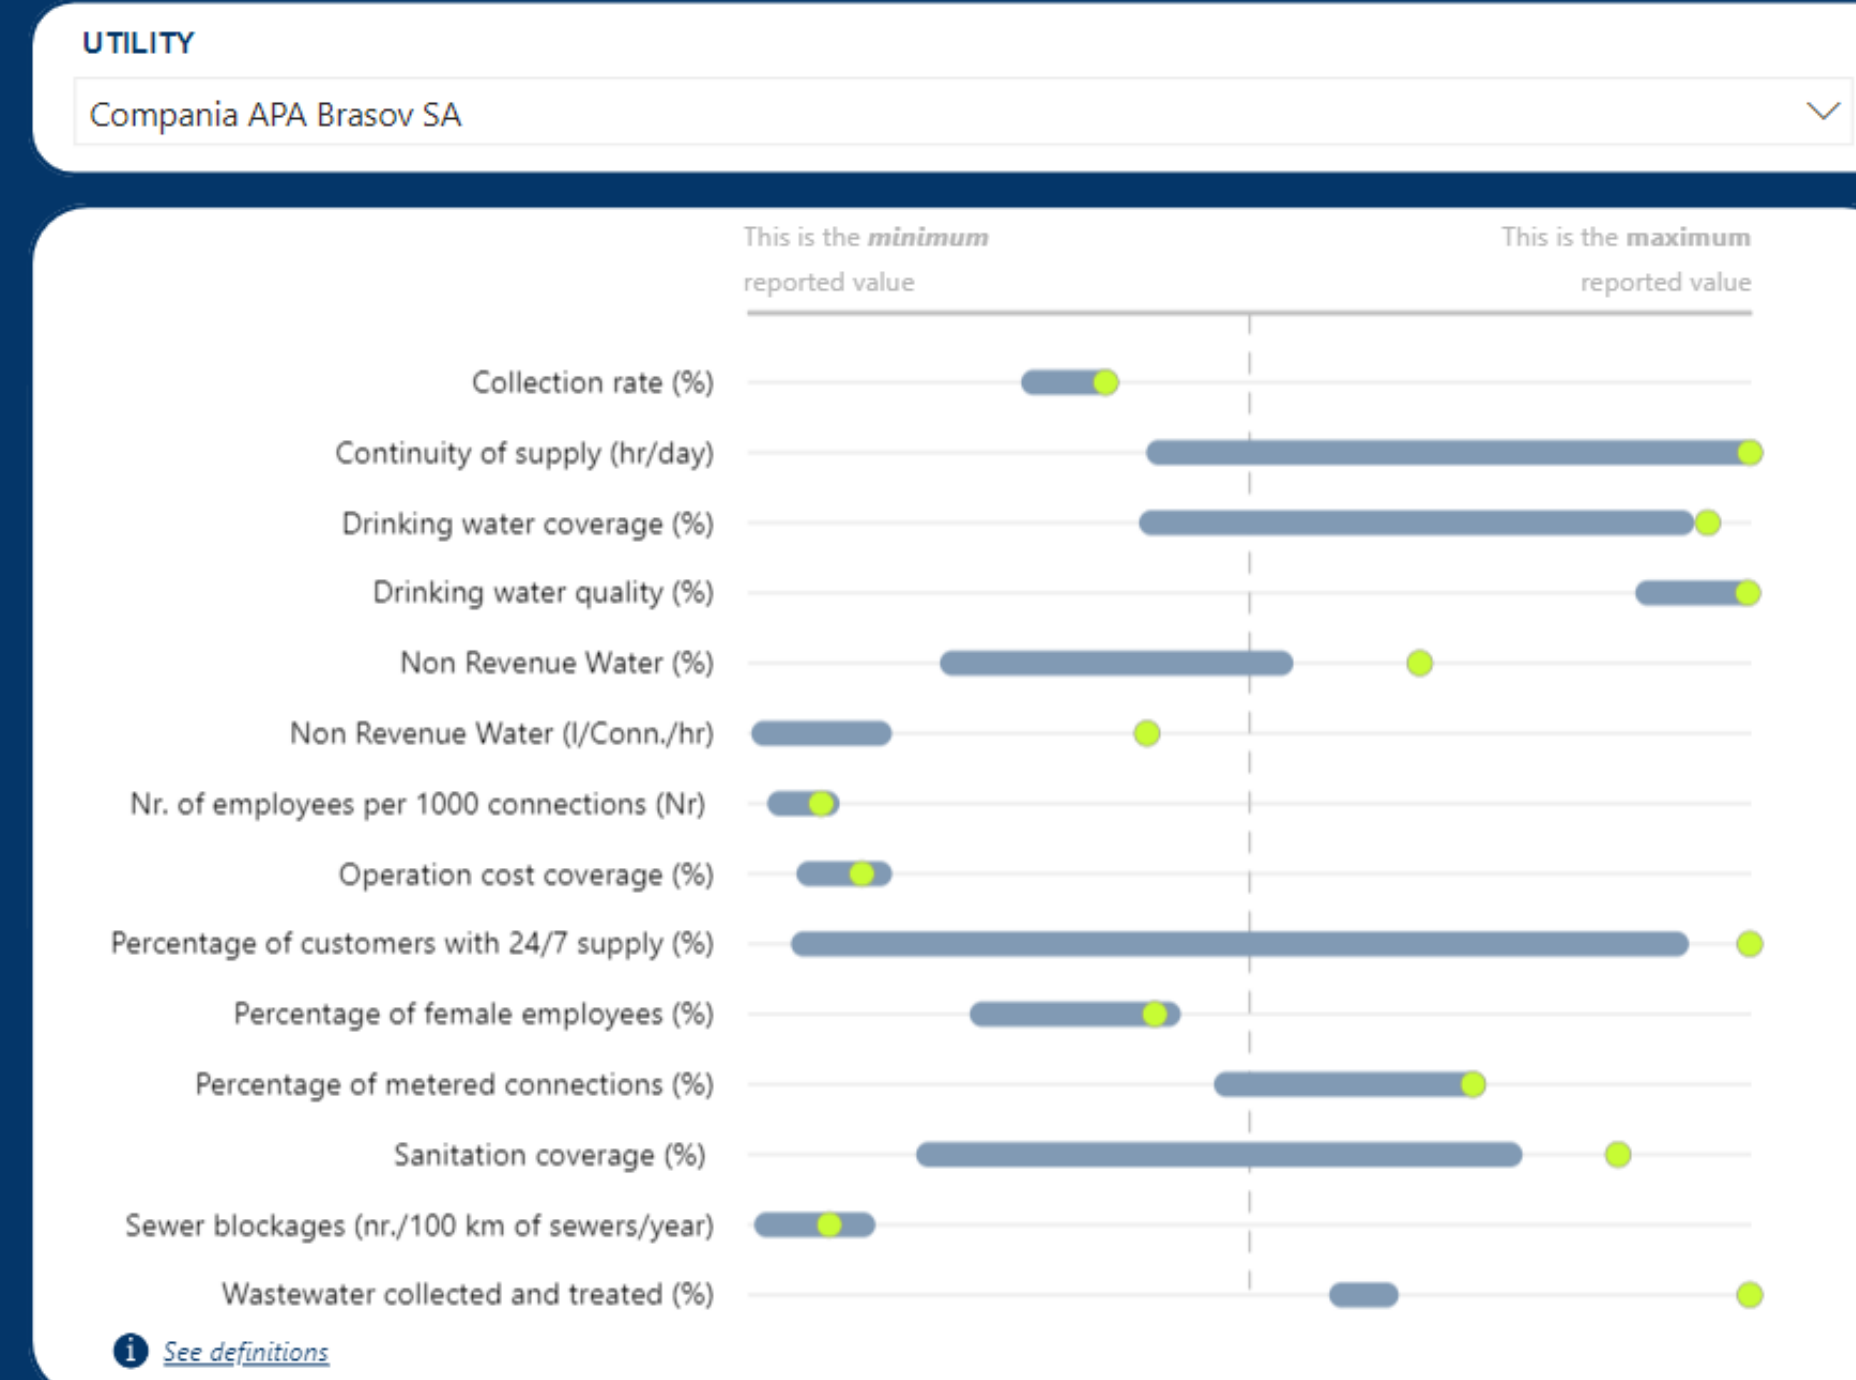 UTILITY
Compania APA Brasov SA
This is the minimum
reported value
This is the maximum
reported value
Collection rate (%)
Continuity of supply (hr/day)
Drinking water coverage (%)
Drinking water quality (%)
Non Revenue Water (%)
Non Revenue Water (l/Conn./hr)
Nr. of employees per 1000 connections (Nr)
Operation cost coverage (%)
Percentage of customers with 24/7 supply (%)
Percentage of female employees (%)
Percentage of metered connections (%)
Sanitation coverage (%)
Sewer blockages (nr./100 km of sewers/year)
Wastewater collected and treated (%)
i See definitions